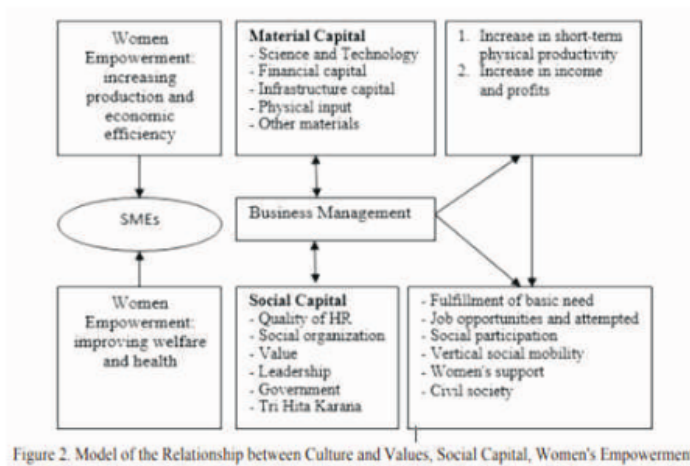 Women
Empowerment:
increasing
production and
economic
efficiency
Material Capital
- Science and Technology
- Financial capital
- Infrastructure capital
- Physical input
- Other materials
1. Increase in short-term
physical productivity
2. Increase in income
and profits
SMEs
Business Management
Women
Empowerment:
improving welfare
and health
Social Capital
- Quality of HR
- Social organization
- Value
- Leadership
- Government
- Tri Hita Karana
- Fulfillment of basic need
- Job opportunities and attempted
- Social participation
- Vertical social mobility
- Women's support
- Civil society
Figure 2. Model of the Relationship between Culture and Values, Social Capital, Women's Empowermen